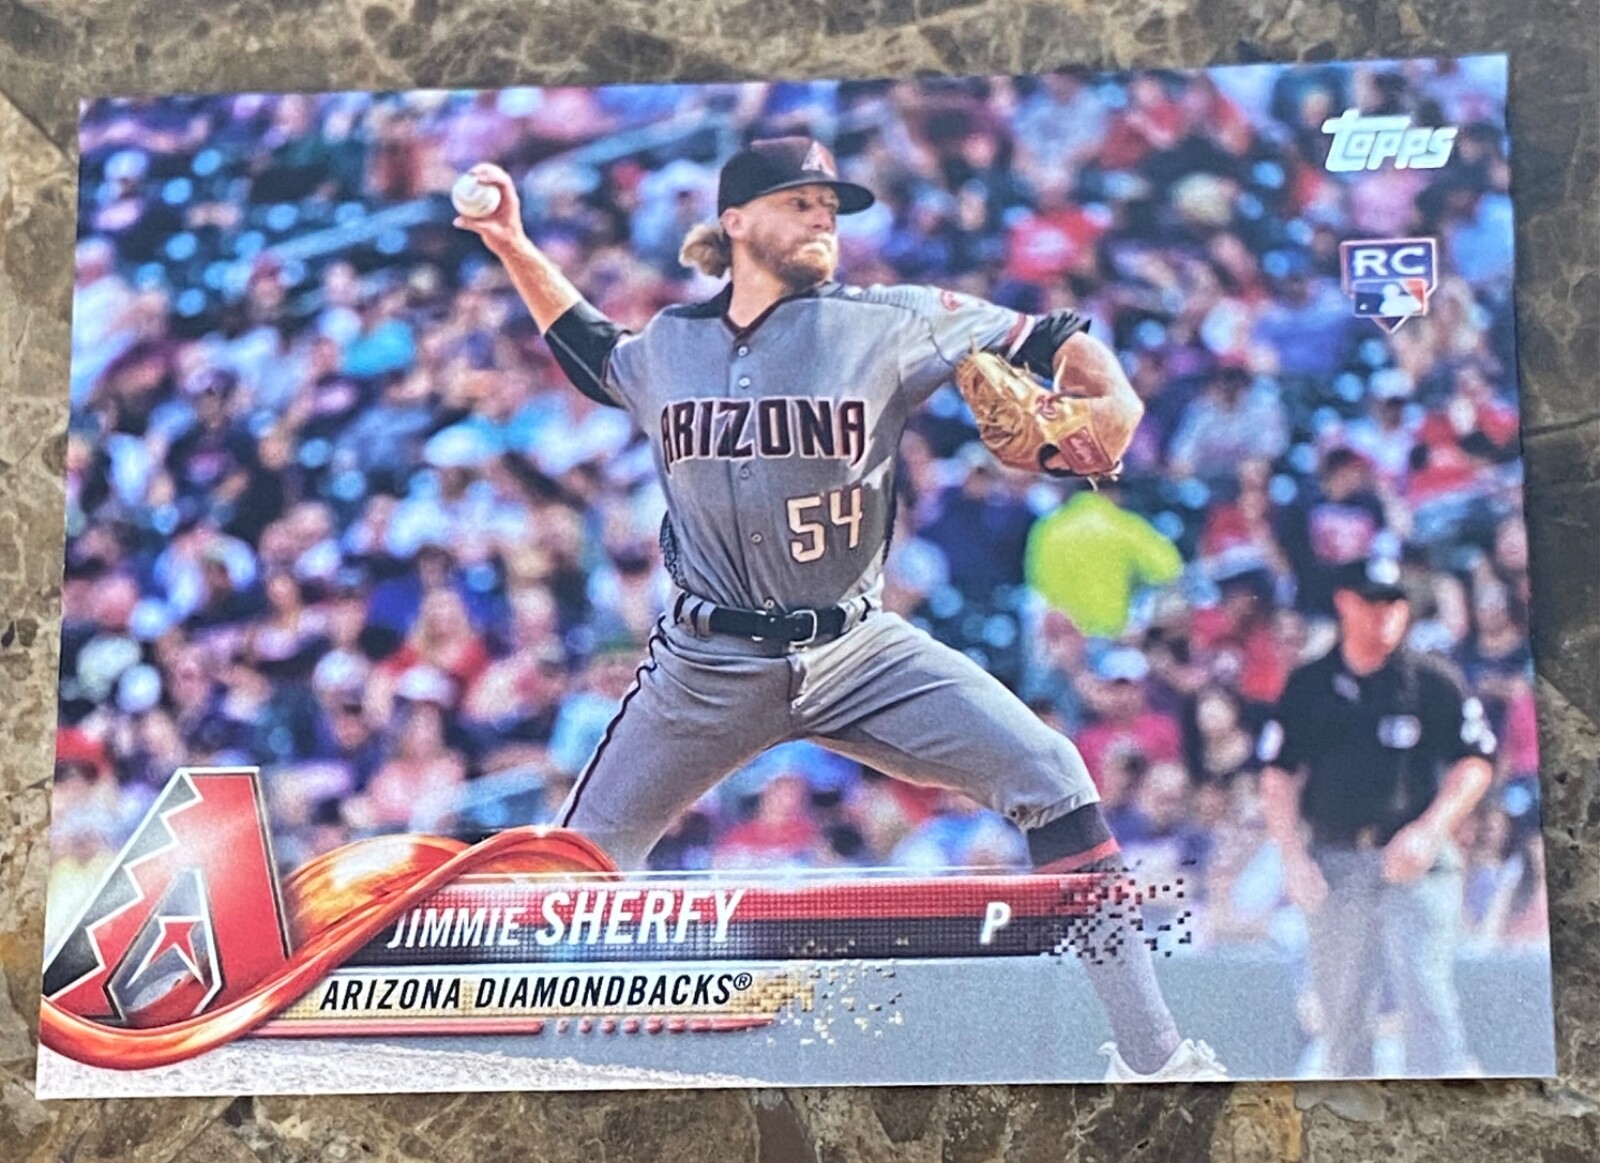 topps
RC
ARIZONA
54
JIMMIE SHERFY P
ARIZONA DIAMONDBACKS®